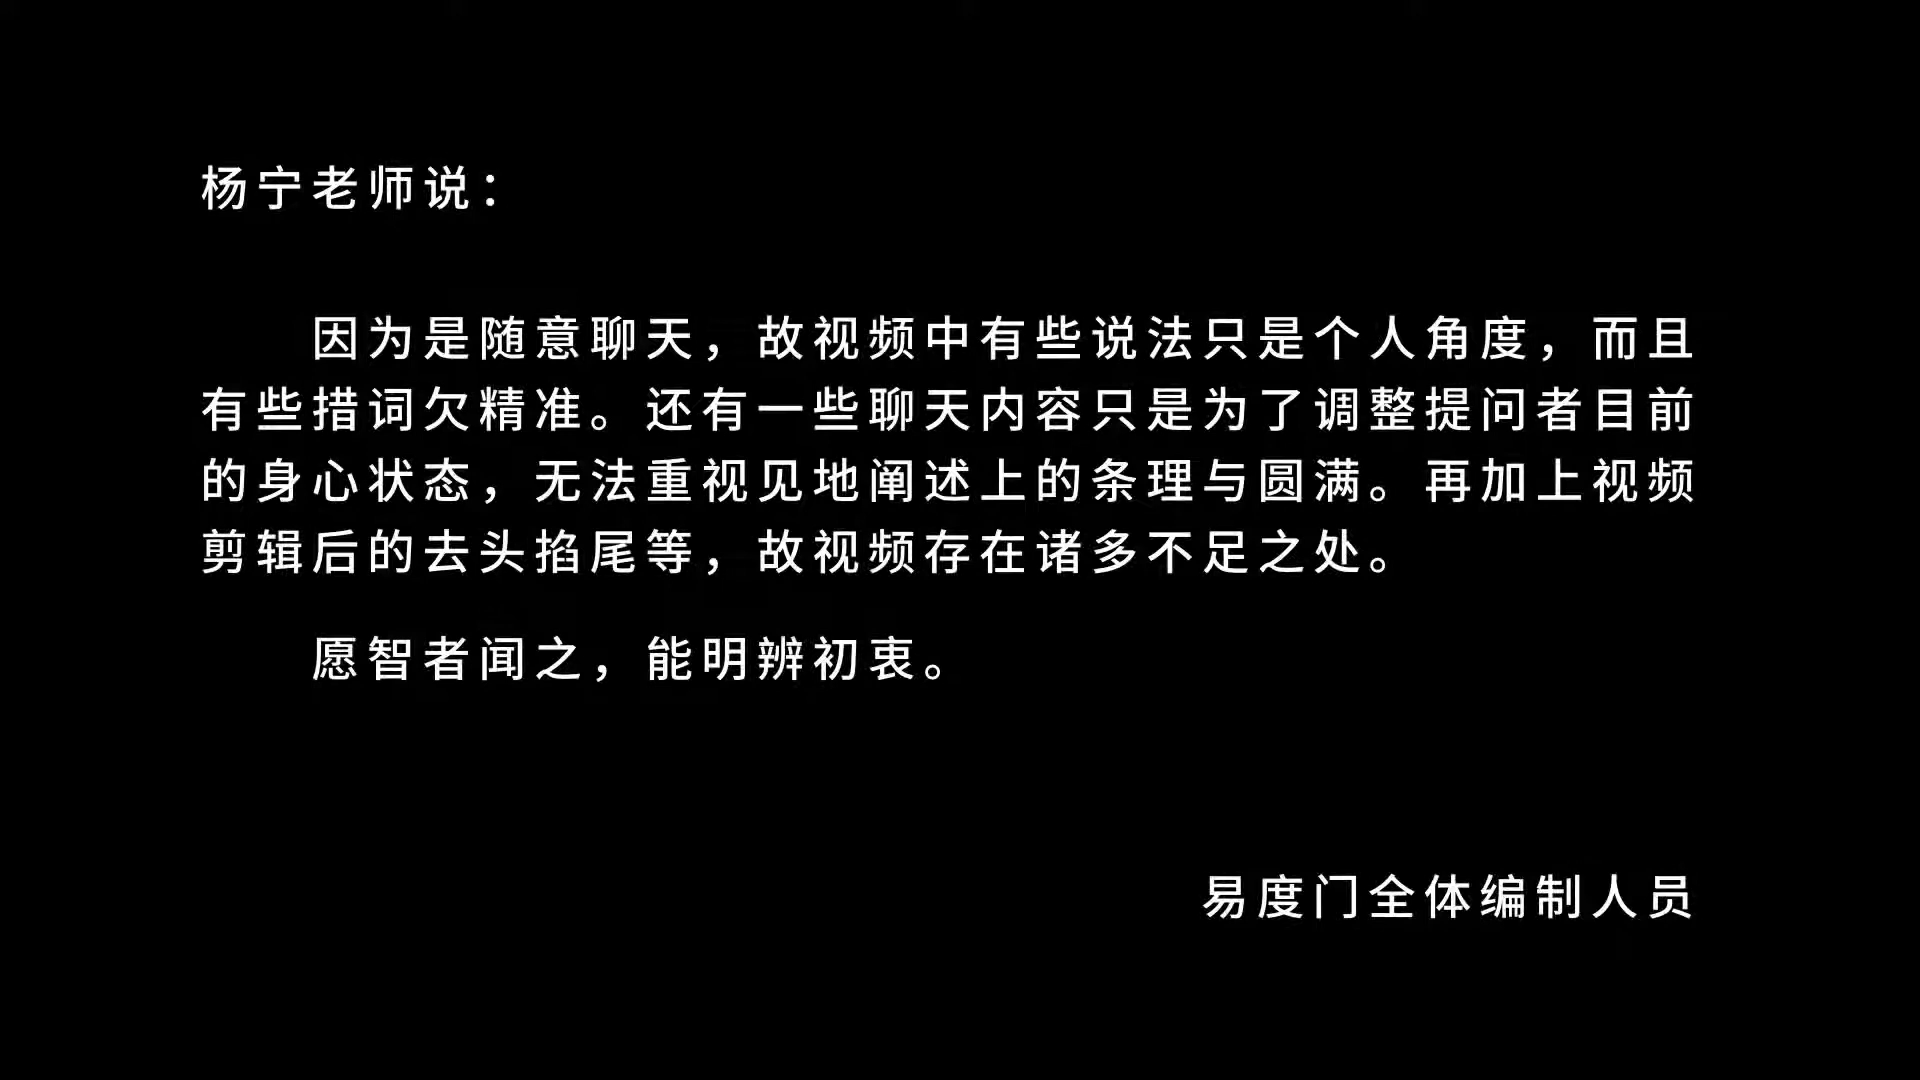 杨宁老师说：
因为是随意聊天，故视频中有些说法只是个人角度，而且
有些措词欠精准。还有一些聊天内容只是为了调整提问者目前
的身心状态，无法重视见地阐述上的条理与圆满。再加上视频
剪辑后的去头掐尾等，故视频存在诸多不足之处。
愿智者闻之，能明辨初衷。
易度门全体编制人员